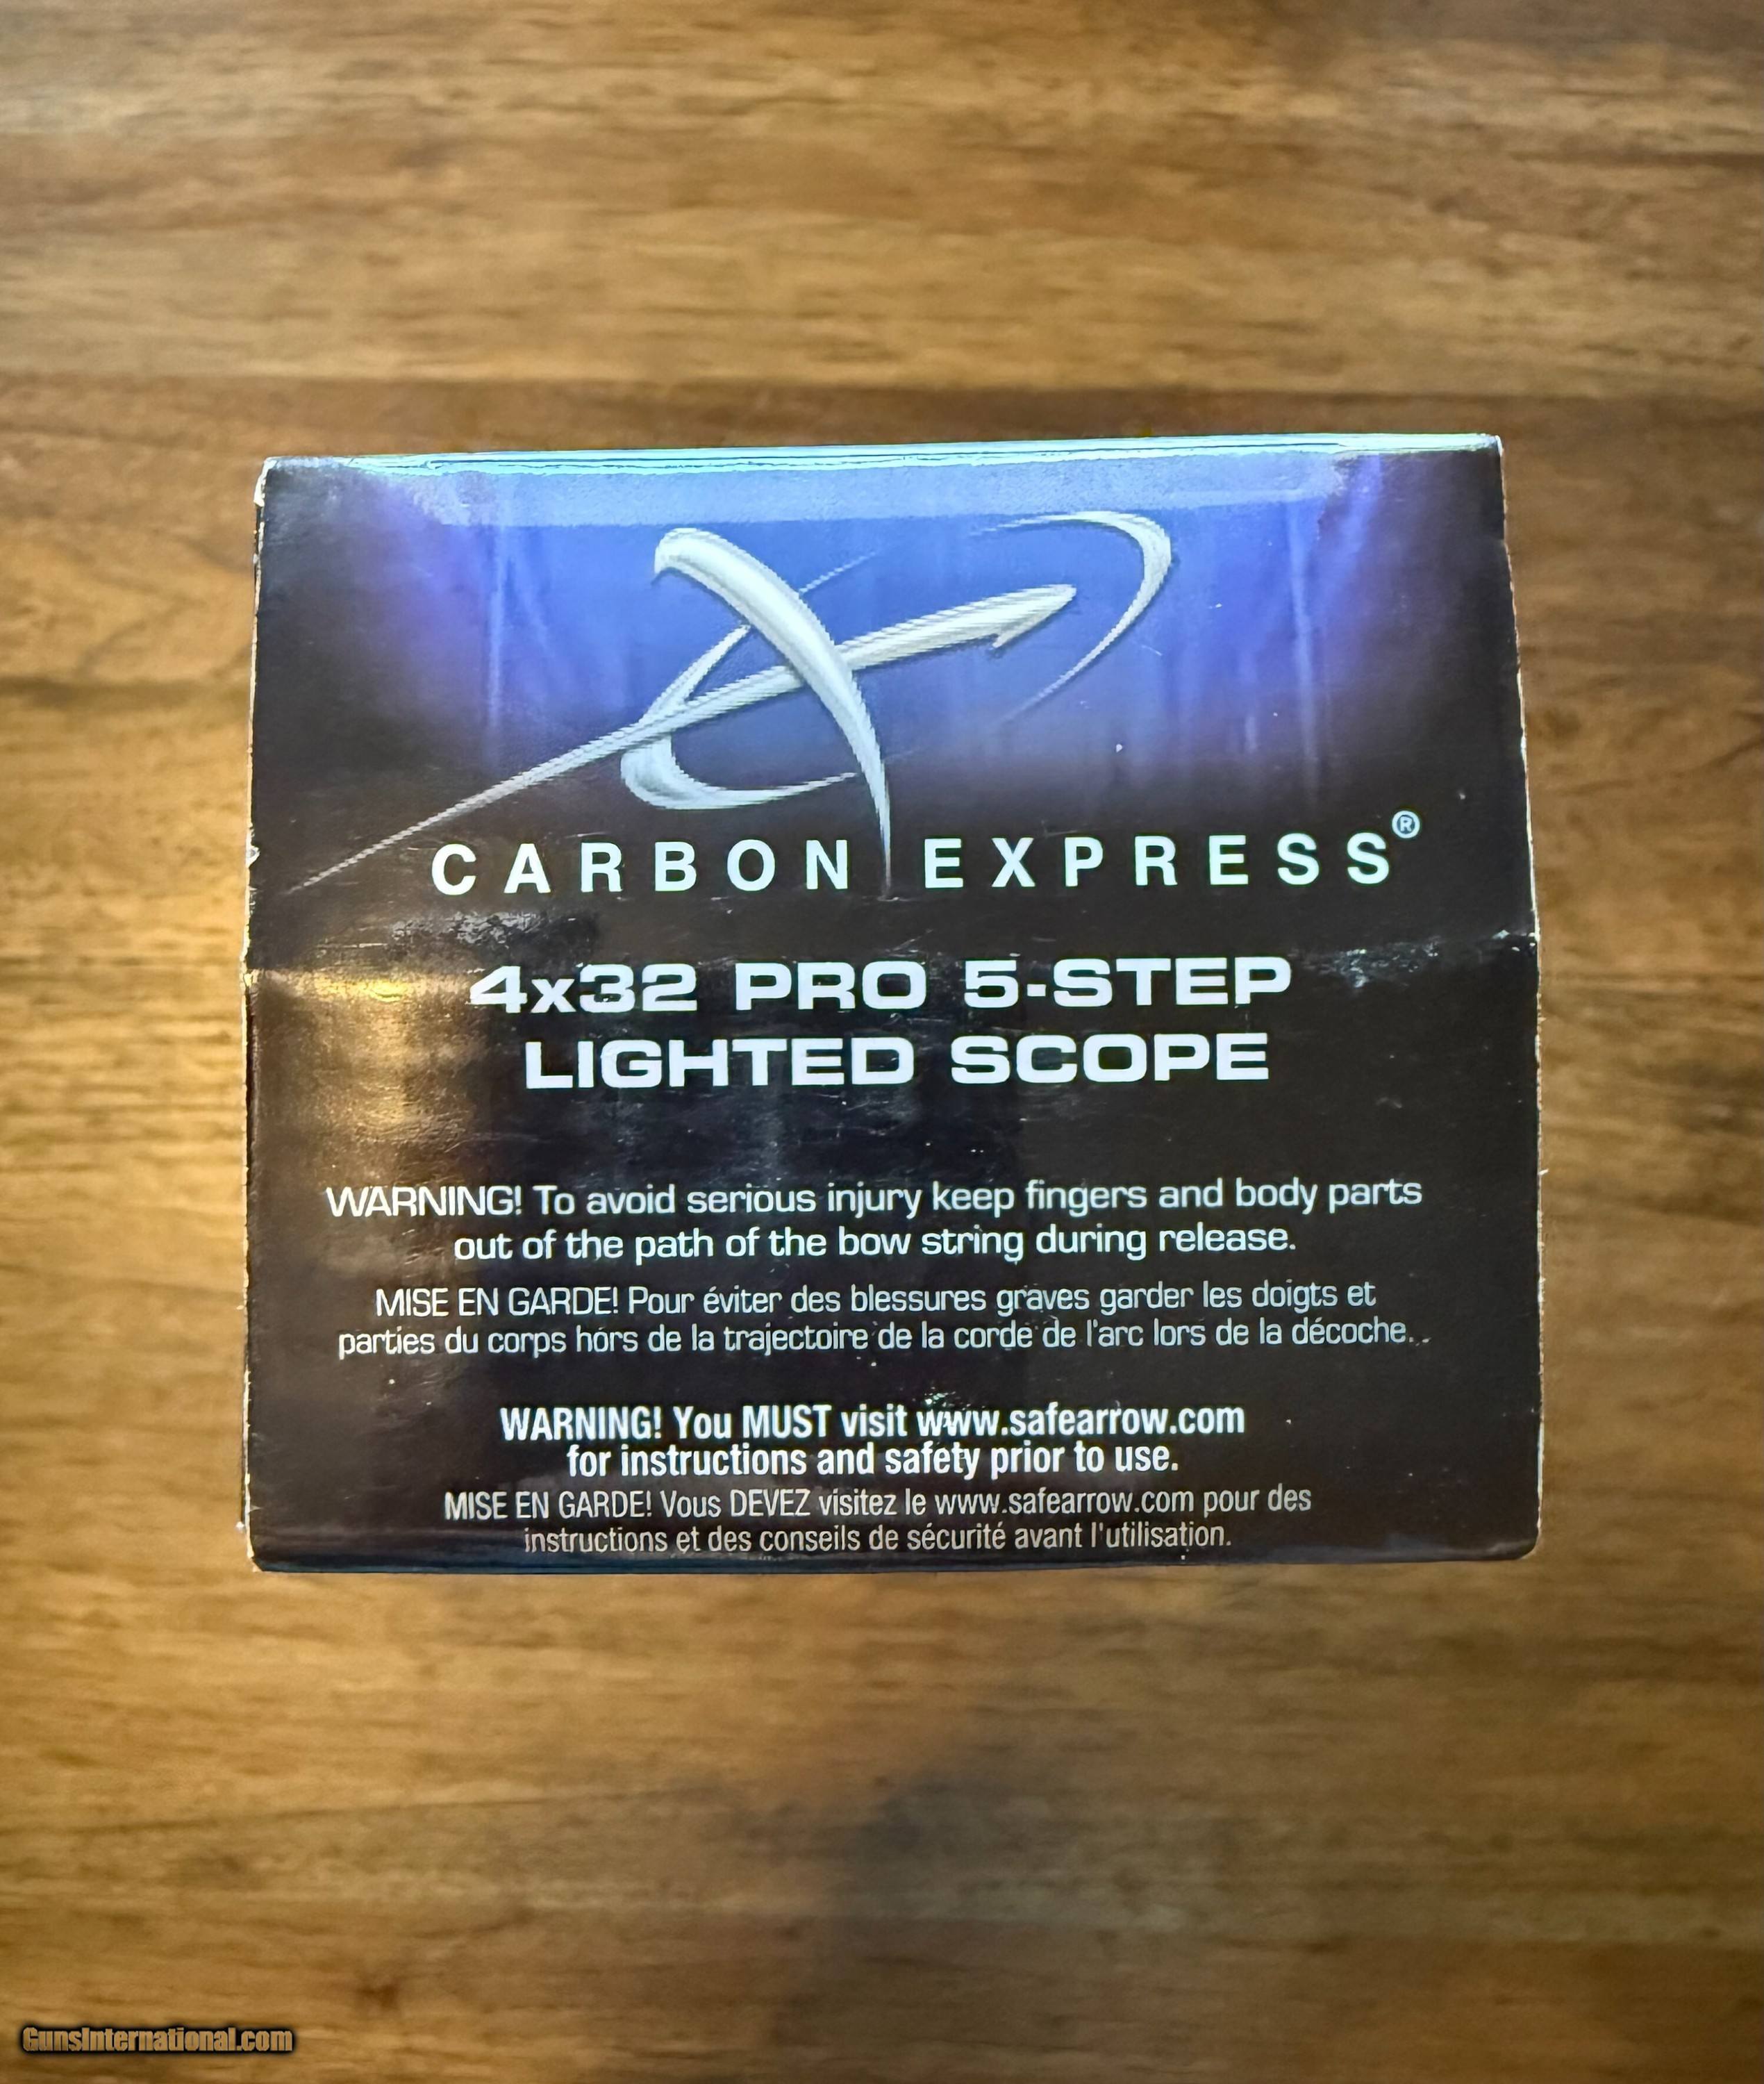 CARBON EXPRESS®
4x32 PRO 5-STEP
LIGHTED SCOPE
WARNING! To avoid serious injury keep fingers and body parts
out of the path of the bow string during release.
MISE EN GARDE! Pour éviter des blessures graves garder les doigts et
parties du corps hors de la trajectoire de la corde de l'arc lors de la décoche.
WARNING! You MUST visit www.safearrow.com
for instructions and safety prior to use.
MISE EN GARDE! Vous DEVEZ visitez le www.safearrow.com pour des
instructions et des conseils de sécurité avant l'utilisation.
GunsInternational.com